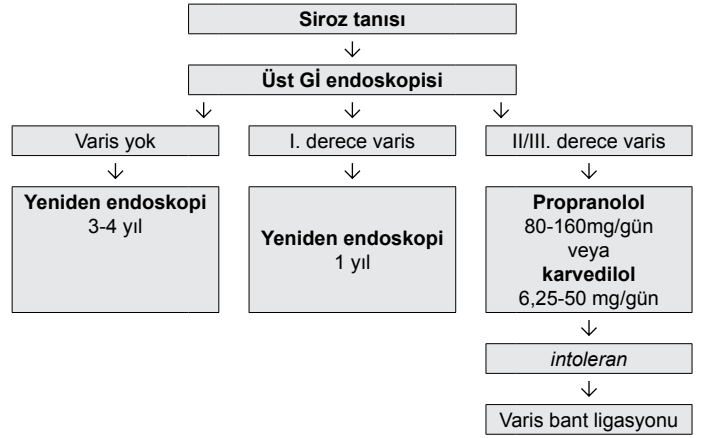 Siroz tanısı
Üst Gİ endoskopisi
Varis yok
I. derece varis
II/III. derece varis
Yeniden endoskopi
3-4 yıl
Yeniden endoskopi
1 yıl
Propranolol
80-160mg/gün
veya
karvedilol
6,25-50 mg/gün
intoleran
Varis bant ligasyonu